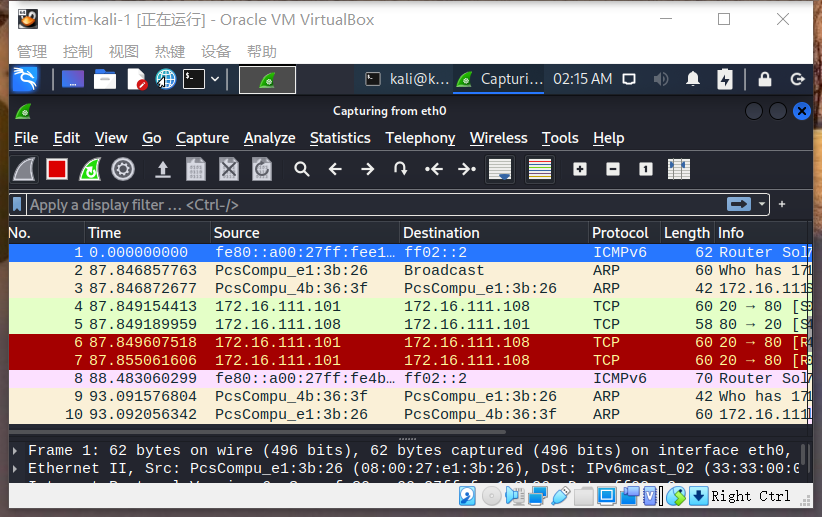 victim-kali-1 [正在运行] - Oracle VM VirtualBox
管理 控制 视图 热键 设备 帮助
kali@k... Capturi... 02:15 AM
Capturing from eth0
File Edit View Go Capture Analyze Statistics Telephony Wireless Tools Help
Apply a display filter ... <Ctrl-/> +
No. Time Source Destination Protocol Length Info
1 0.000000000 fe80::a00:27ff:fee1... ff02::2 ICMPv6 62 Router Sol
2 87.846857763 PcsCompu_e1:3b:26 Broadcast ARP 60 Who has 17
3 87.846872677 PcsCompu_4b:36:3f PcsCompu_e1:3b:26 ARP 42 172.16.111
4 87.849154413 172.16.111.101 172.16.111.108 TCP 60 20 → 80 [S
5 87.849189959 172.16.111.108 172.16.111.101 TCP 58 80 → 20 [S
6 87.849607518 172.16.111.101 172.16.111.108 TCP 60 20 → 80 [R
7 87.855061606 172.16.111.101 172.16.111.108 TCP 60 20 → 80 [R
8 88.483060299 fe80::a00:27ff:fe4b... ff02::2 ICMPv6 70 Router Sol
9 93.091576804 PcsCompu_4b:36:3f PcsCompu_e1:3b:26 ARP 42 Who has 17
10 93.092056342 PcsCompu_e1:3b:26 PcsCompu_4b:36:3f ARP 60 172.16.111
Frame 1: 62 bytes on wire (496 bits), 62 bytes captured (496 bits) on interface eth0,
Ethernet II, Src: PcsCompu_e1:3b:26 (08:00:27:e1:3b:26), Dst: IPv6mcast_02 (33:33:00:0
Right Ctrl